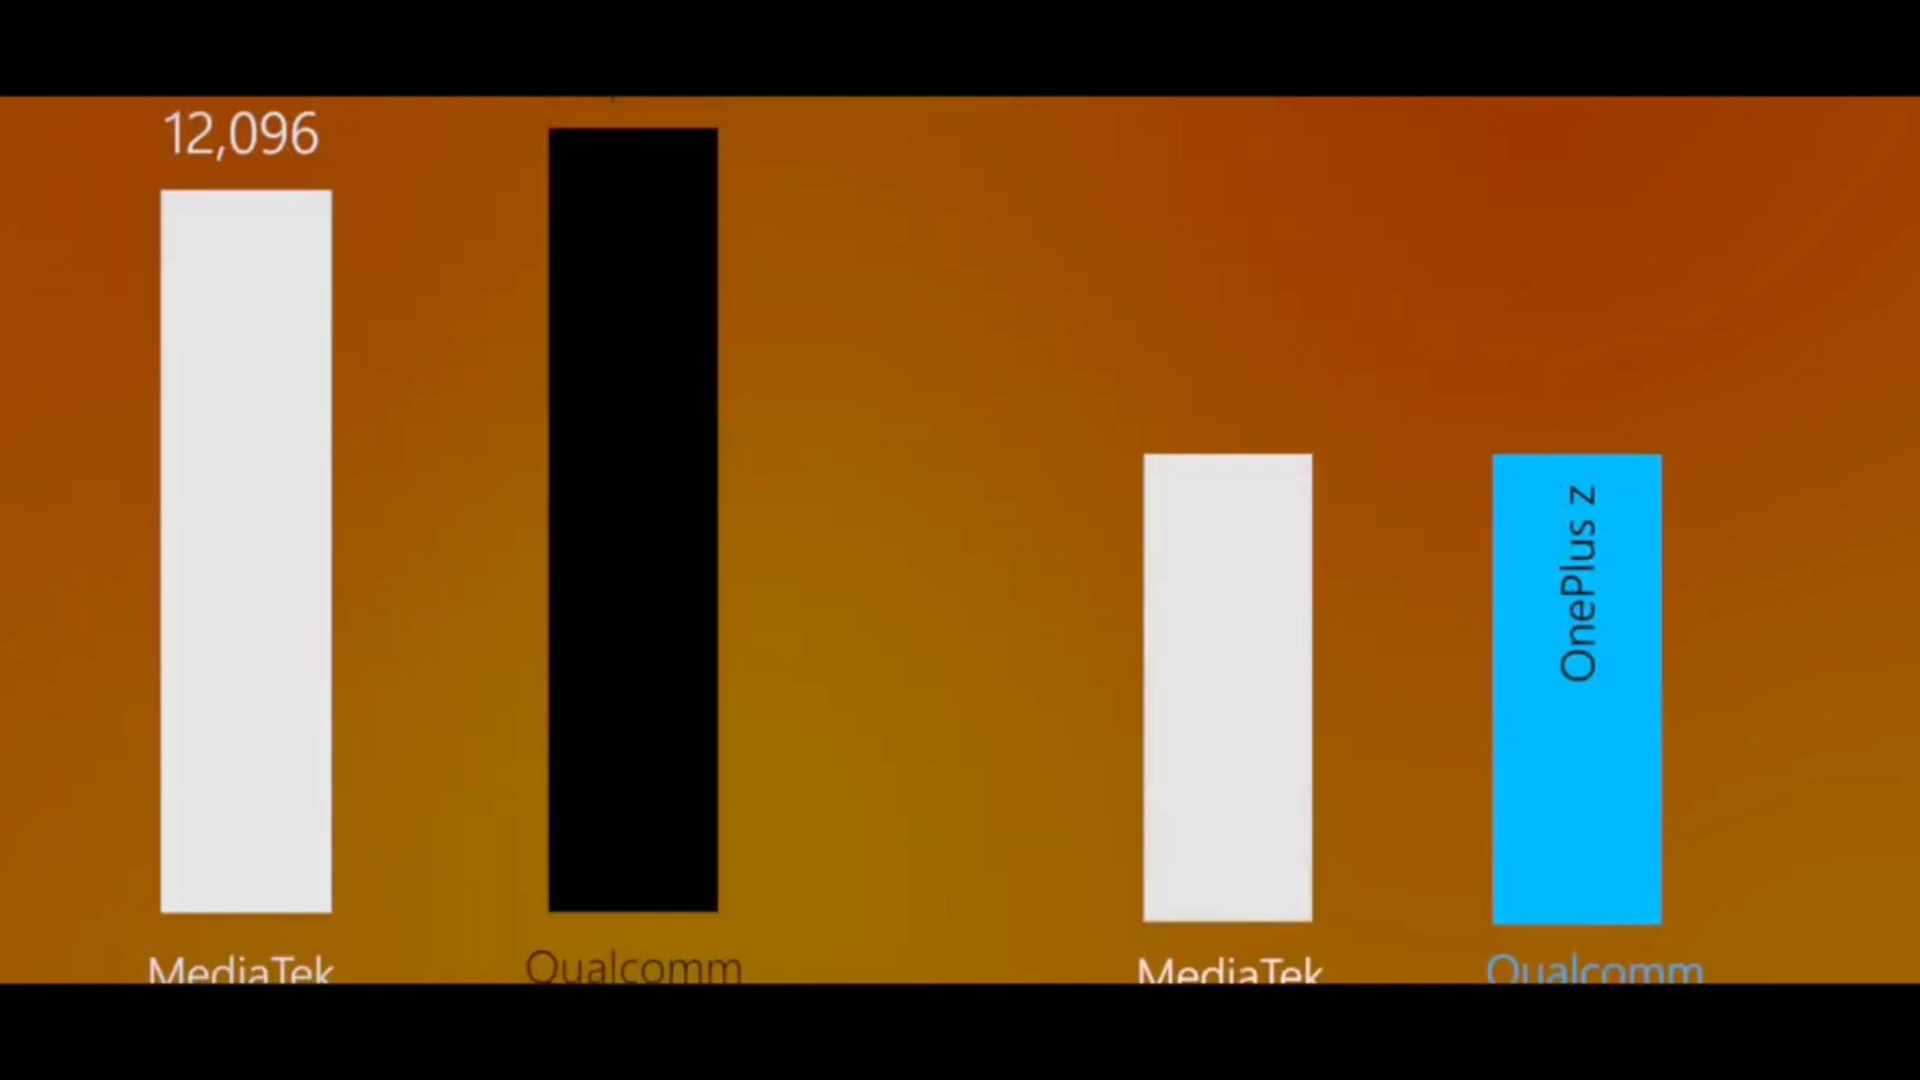 12,096
OnePlus z
MediaTek
Qualcomm
MediaTek
Qualcomm